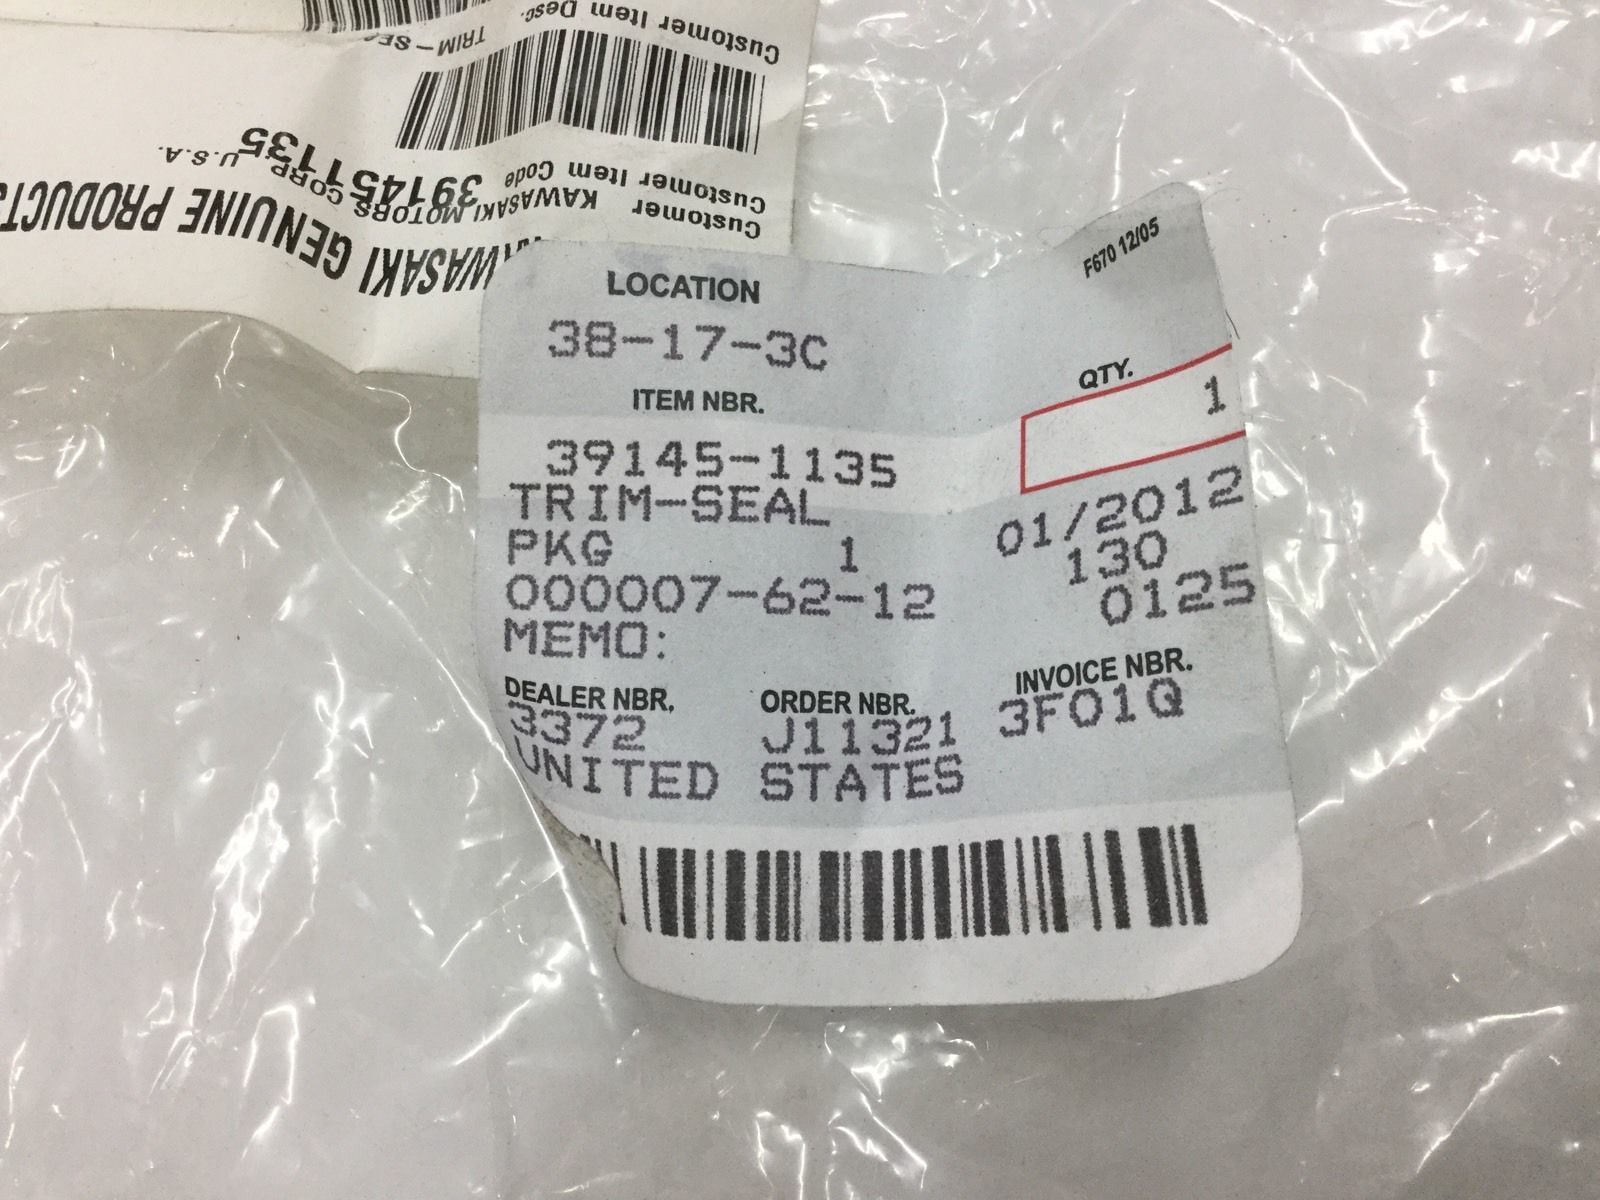 Customer Item Desc.
TRIM-SE
Customer Item Code 391451135
Customer KAWASAKI MOTORS CORP U.S.A.
KAWASAKI GENUINE PRODUCTS
F670 12/05
LOCATION
38-17-3C
QTY.
1
ITEM NBR.
39145-1135
TRIM-SEAL 01/2012
PKG 1 130
000007-62-12 0125
MEMO:
DEALER NBR. ORDER NBR. INVOICE NBR.
3372 J11321 3F01Q
UNITED STATES